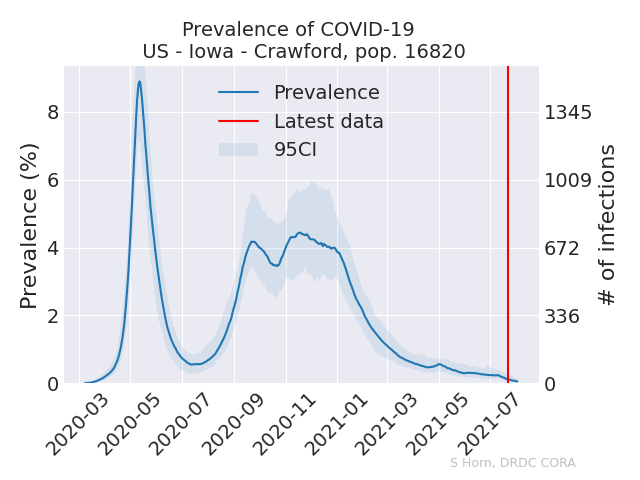 Prevalence of COVID-19
US - Iowa - Crawford, pop. 16820
Prevalence
Latest data
95CI
Prevalence (%)
8
6
4
2
0
1345
1009
672
336
0
# of infections
2020-03
2020-05
2020-07
2020-09
2020-11
2021-01
2021-03
2021-05
2021-07
S Horn, DRDC CORA